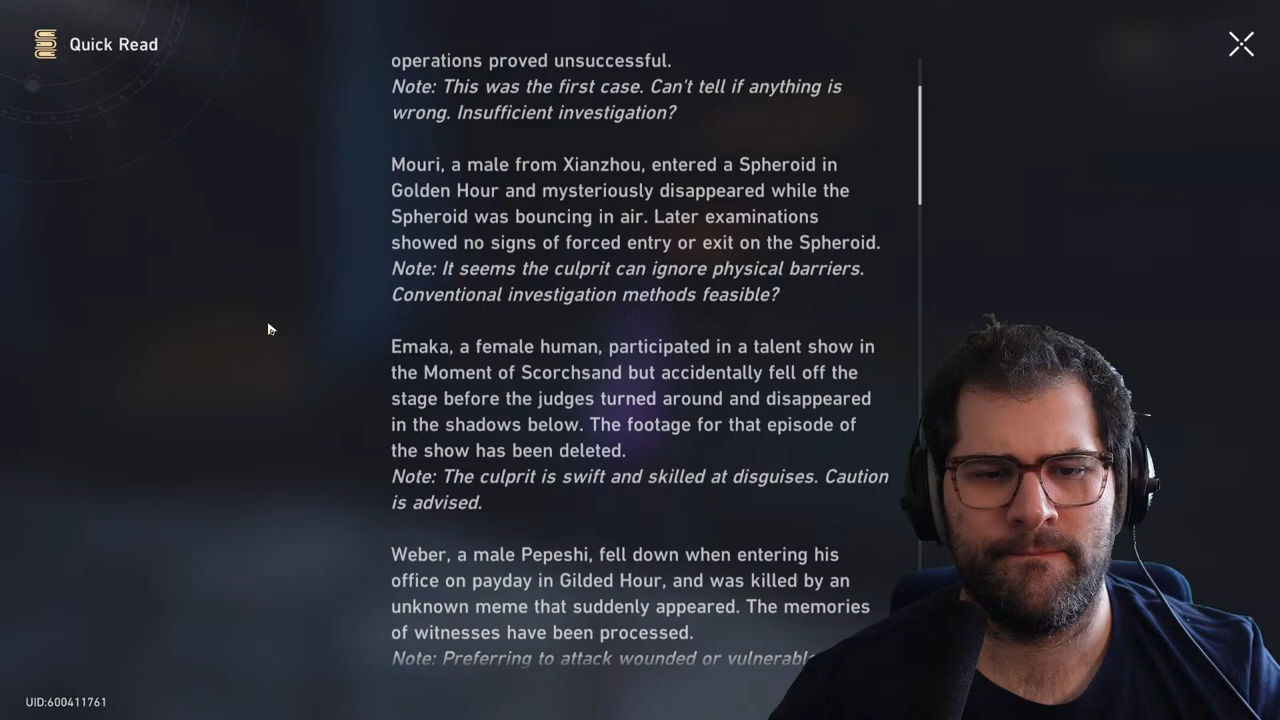 Quick Read
operations proved unsuccessful.
Note: This was the first case. Can't tell if anything is
wrong. Insufficient investigation?
Mouri, a male from Xianzhou, entered a Spheroid in
Golden Hour and mysteriously disappeared while the
Spheroid was bouncing in air. Later examinations
showed no signs of forced entry or exit on the Spheroid.
Note: It seems the culprit can ignore physical barriers.
Conventional investigation methods feasible?
Emaka, a female human, participated in a talent show in
the Moment of Scorchsand but accidentally fell off the
stage before the judges turned around and disappeared
in the shadows below. The footage for that episode of
the show has been deleted.
Note: The culprit is swift and skilled at disguises. Caution
is advised.
Weber, a male Pepeshi, fell down when entering his
office on payday in Gilded Hour, and was killed by an
unknown meme that suddenly appeared. The memories
of witnesses have been processed.
Note: Preferring to attack wounded or vulnerable
UID:600411761